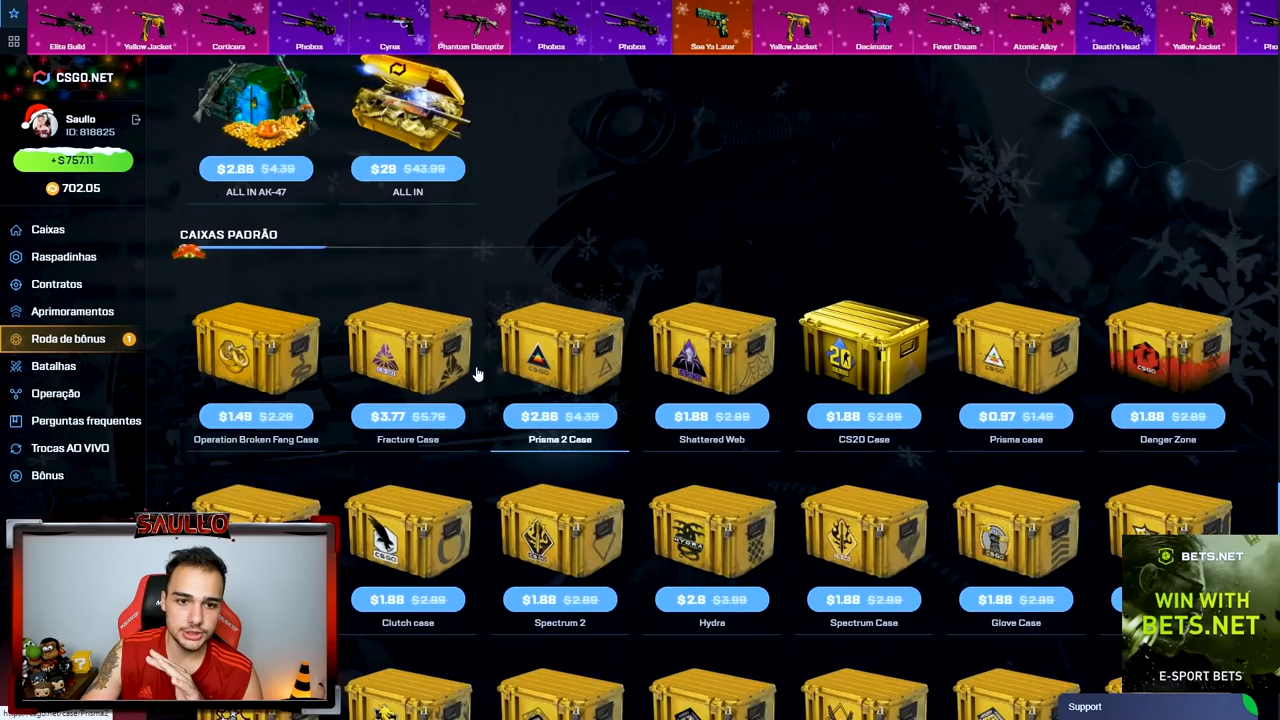 Elite Build
Yellow Jacket
Corticera
Phobos
Cyrex
Phantom Disruptor
Phobos
Phobos
See Ya Later
Yellow Jacket
Decimator
Fever Dream
Atomic Alloy
Death's Head
Yellow Jacket
Pho
CSGO.NET
Saullo
ID: 818825
+$757.11
702.05
Caixas
Raspadinhas
Contratos
Aprimoramentos
Roda de bônus 1
Batalhas
Operação
Perguntas frequentes
Trocas AO VIVO
Bônus
$2.86 $4.39
$29 $43.99
ALL IN AK-47
ALL IN
CAIXAS PADRÃO
$1.49 $2.29
$3.77 $5.79
$2.86 $4.39
$1.88 $2.89
$1.88 $2.89
$0.97 $1.49
$1.88 $2.89
Operation Broken Fang Case
Fracture Case
Prisma 2 Case
Shattered Web
CS20 Case
Prisma case
Danger Zone
$1.88 $2.89
$1.88 $2.89
$2.6 $3.99
$1.88 $2.89
$1.88 $2.89
Clutch case
Spectrum 2
Hydra
Spectrum Case
Glove Case
SAULLO
BETS.NET
WIN WITH
BETS.NET
E-SPORT BETS
Support